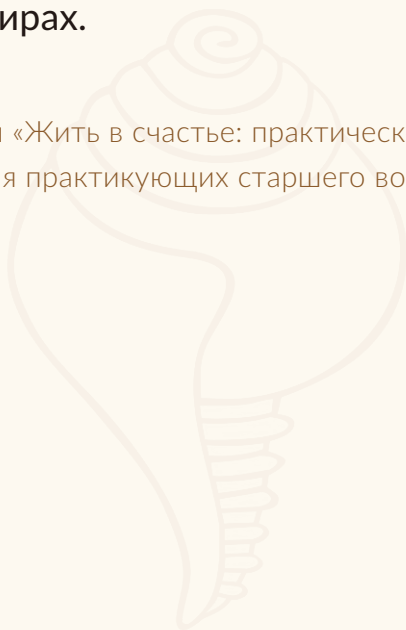 ирах.
«Жить в счастье: практическ
я практикующих старшего во